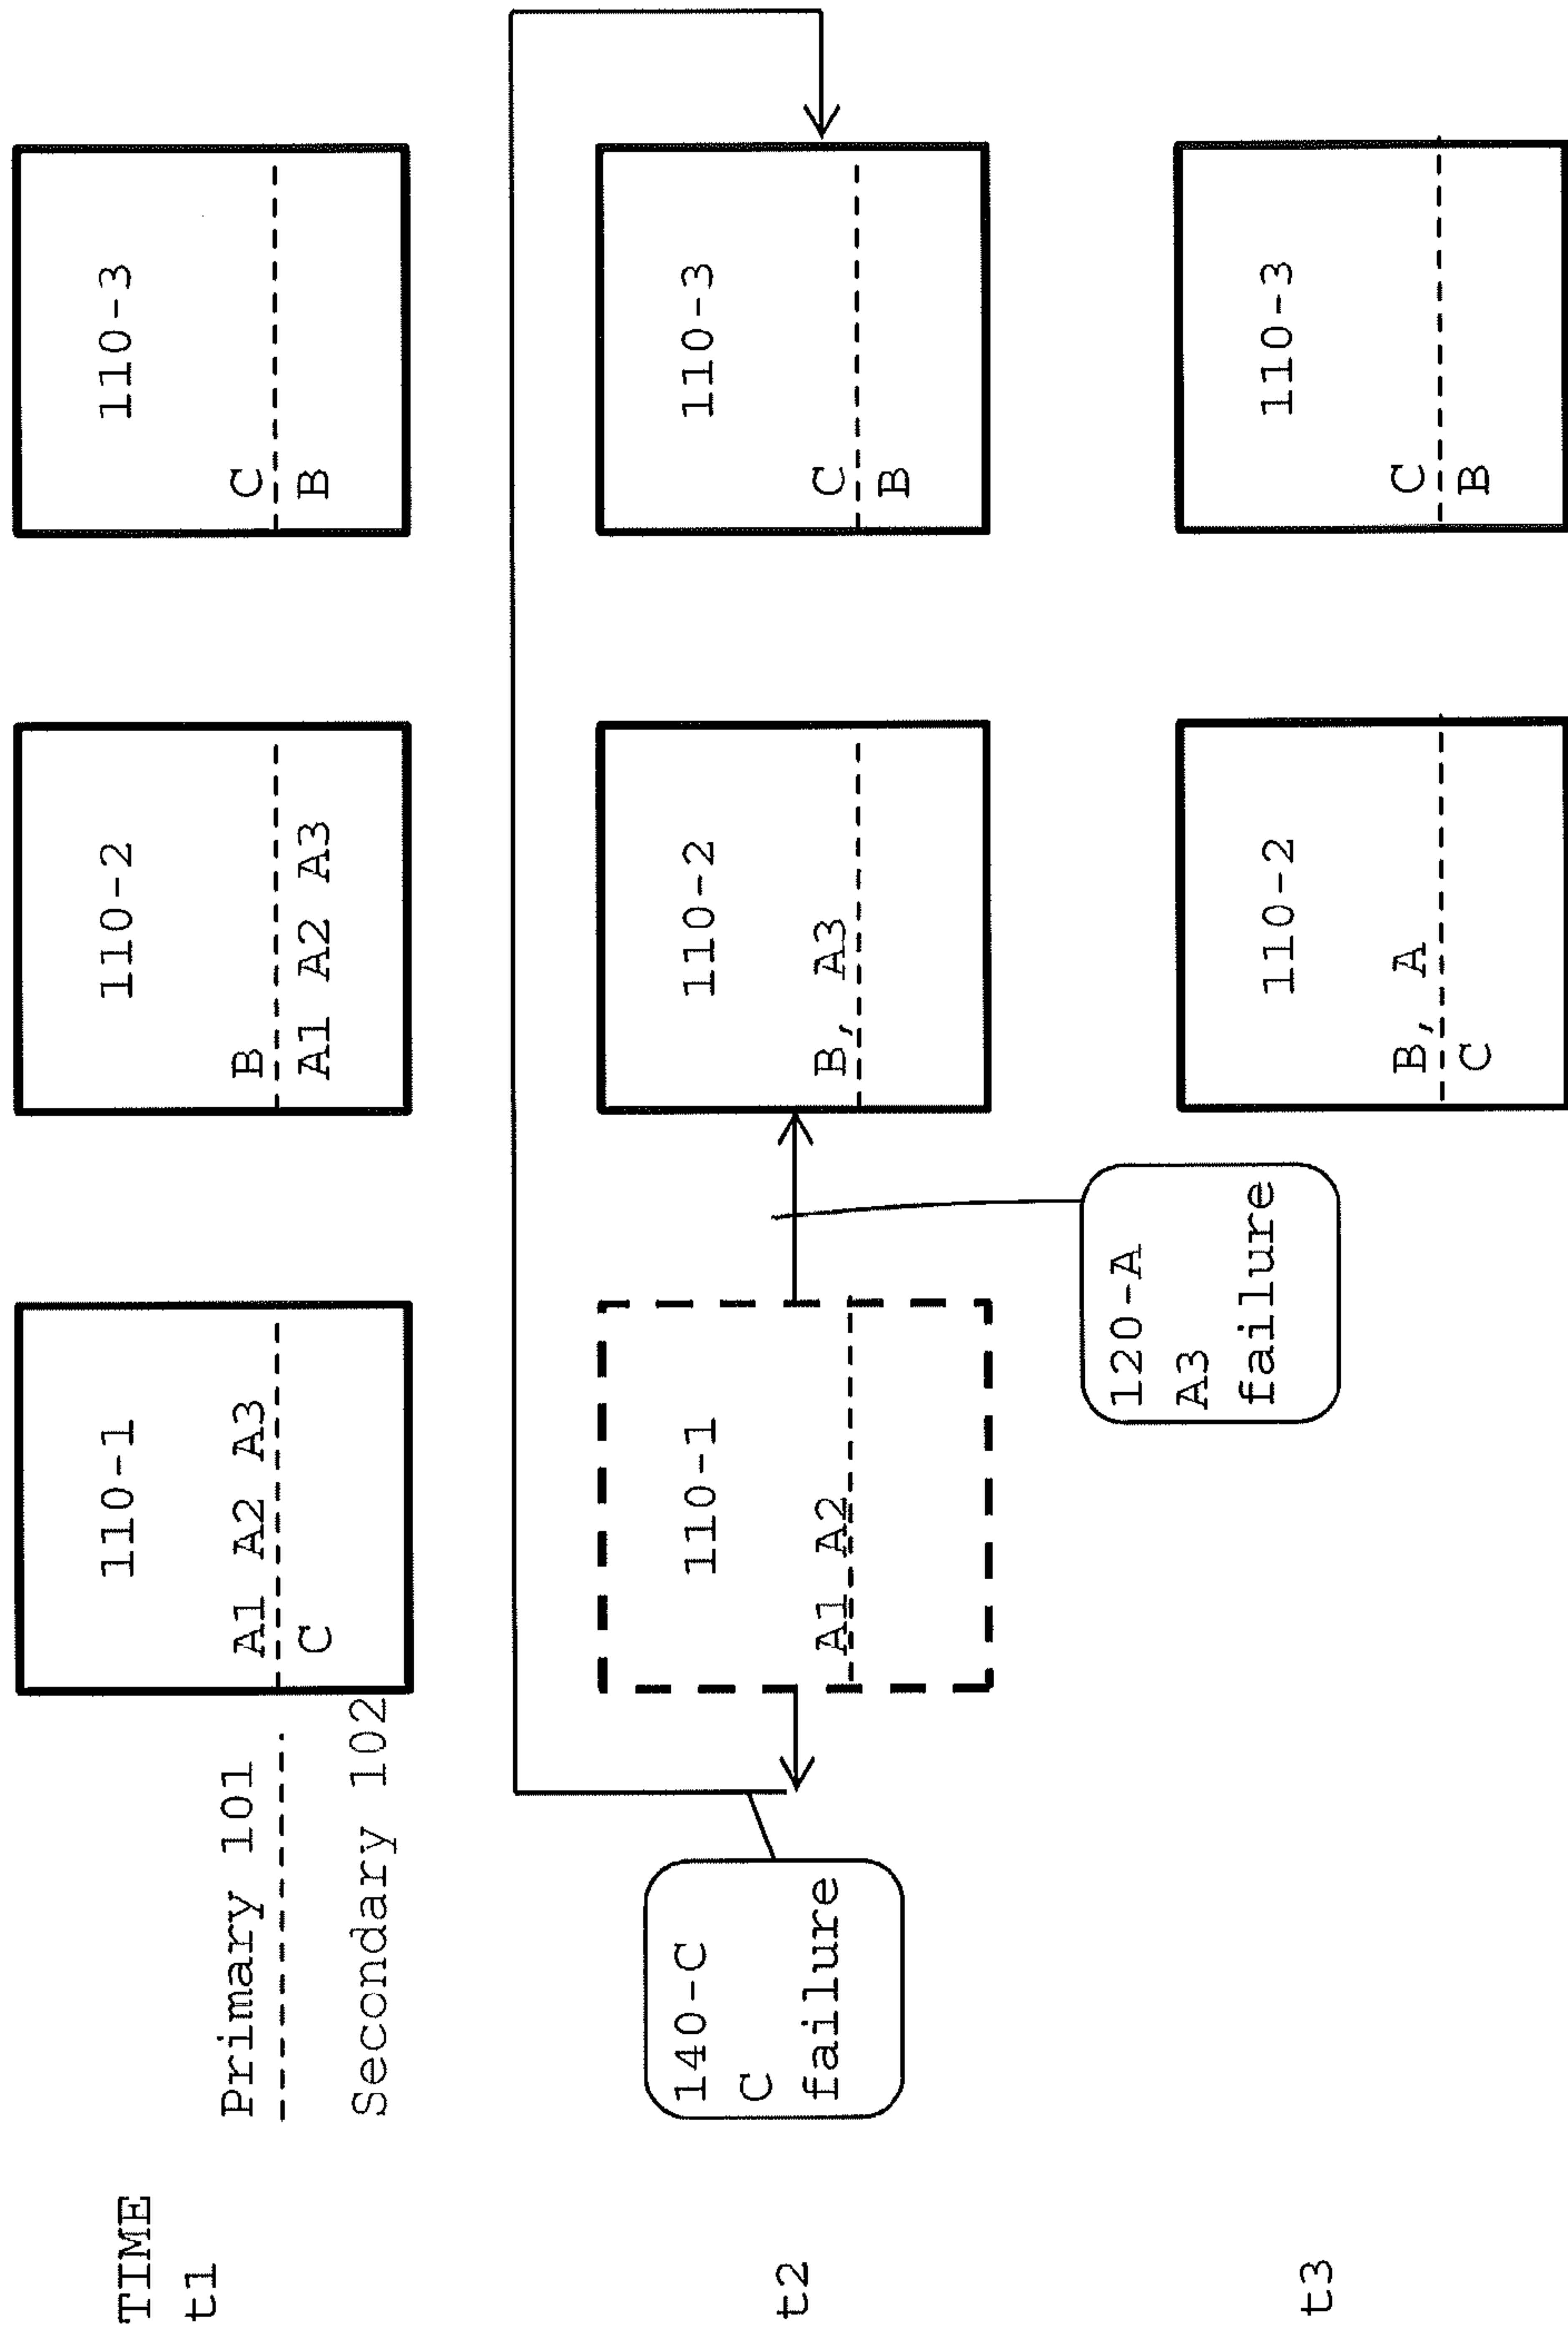 TIME
t1
Primary 101
Secondary 102
110-1
A1 A2 A3
C
110-2
B
A1 A2 A3
110-3
C
B
t2
140-C
C
failure
110-1
A1 A2
120-A
A3
failure
110-2
B, A3
110-3
C
B
t3
110-2
B, A
C
110-3
C
B